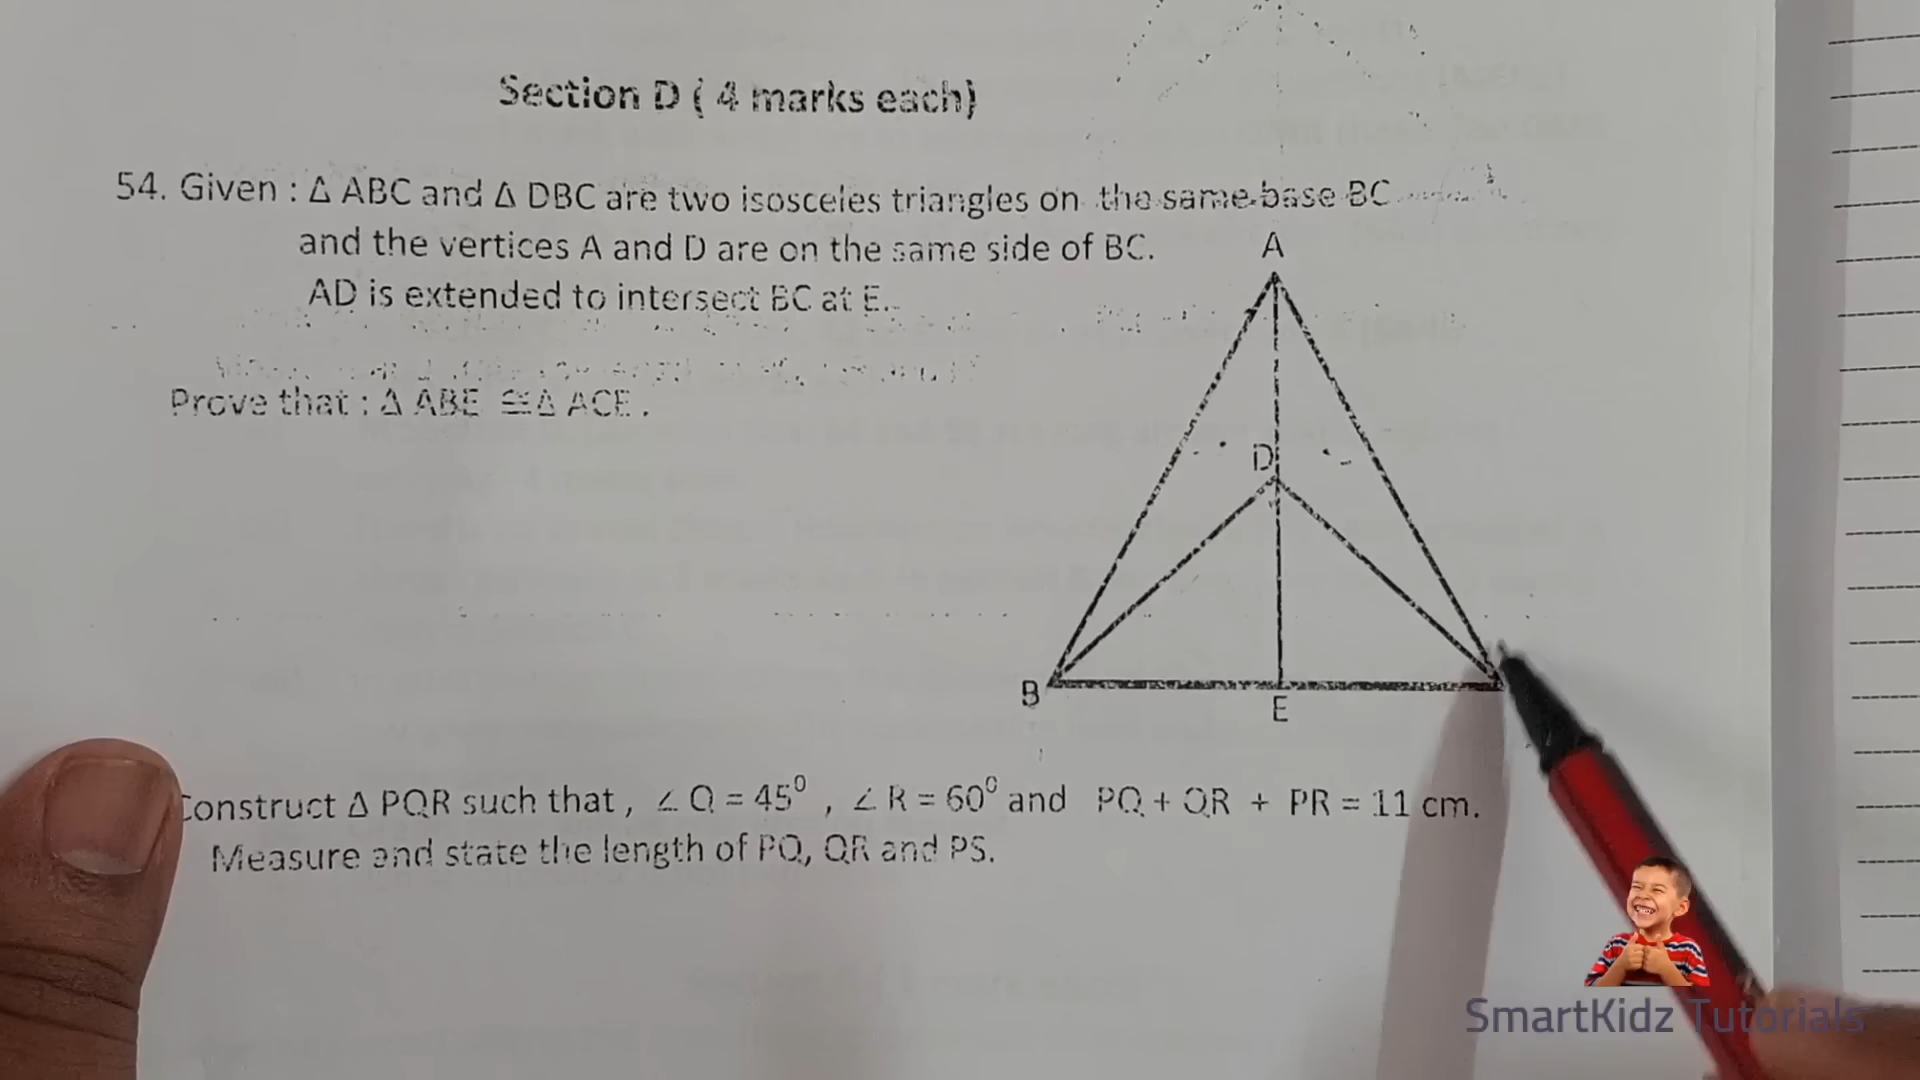 Section D ( 4 marks each)
54. Given : Δ ABC and Δ DBC are two isosceles triangles on the same base BC
and the vertices A and D are on the same side of BC.
AD is extended to intersect BC at E.
Prove that : Δ ABE ≅ Δ ACE .
A
D
B
E
Construct Δ PQR such that , ∠ Q = 45⁰ , ∠ R = 60⁰ and PQ + QR + PR = 11 cm.
Measure and state the length of PQ, QR and PS.
SmartKidz Tutorials